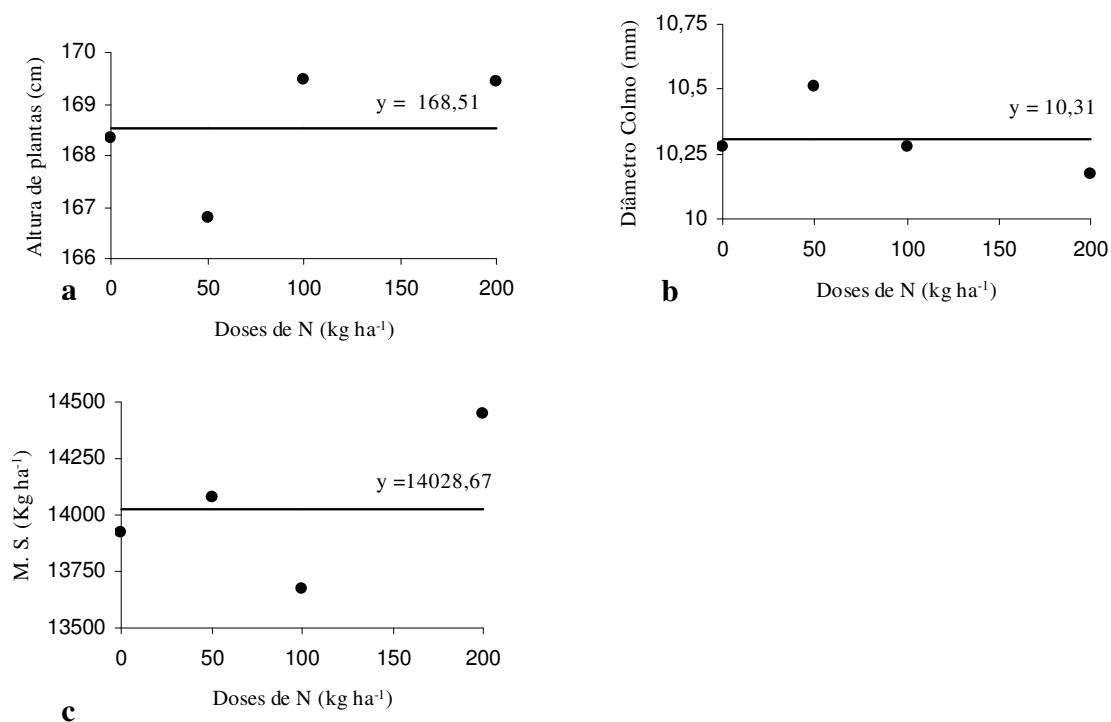 170
169
168
167
166
Altura de plantas (cm)
y = 168,51
0 50 100 150 200
a
Doses de N (kg ha-1)
10,75
10,5
10,25
10
Diâmetro Colmo (mm)
y = 10,31
0 50 100 150 200
b
Doses de N (kg ha-1)
14500
14250
14000
13750
13500
M. S. (Kg ha-1)
y =14028,67
0 50 100 150 200
Doses de N (kg ha-1)
c